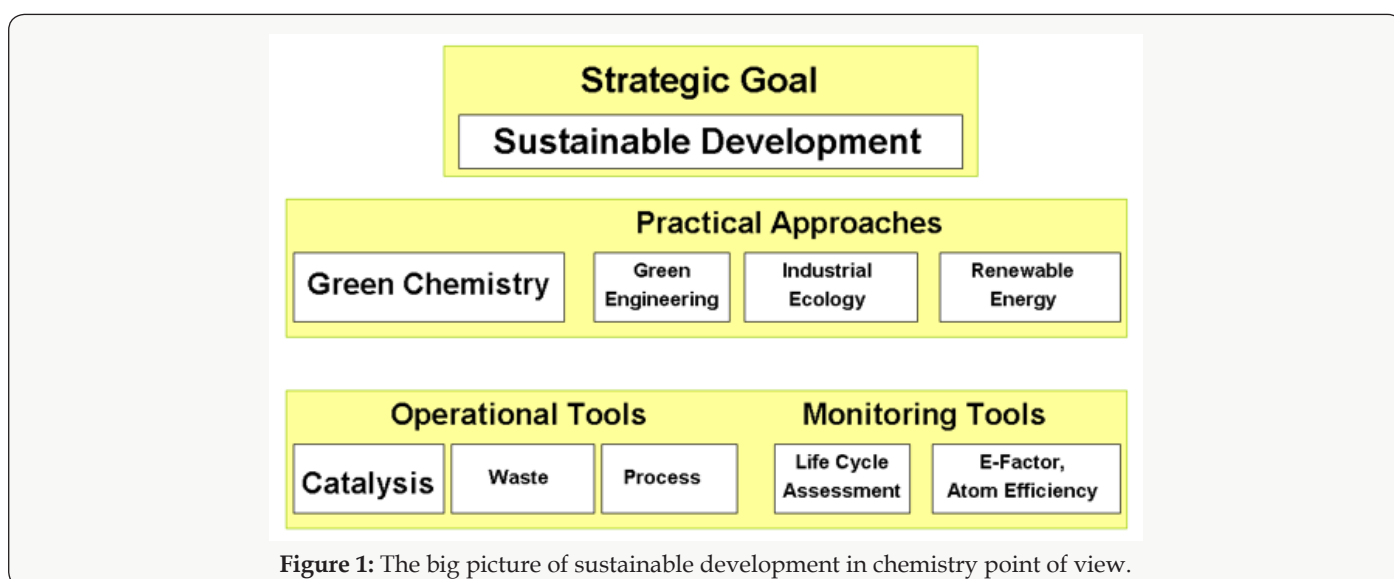 Strategic Goal
Sustainable Development
Practical Approaches
Green Chemistry
Green
Engineering
Industrial
Ecology
Renewable
Energy
Operational Tools
Catalysis
Waste
Process
Monitoring Tools
Life Cycle
Assessment
E-Factor,
Atom Efficiency
Figure 1: The big picture of sustainable development in chemistry point of view.